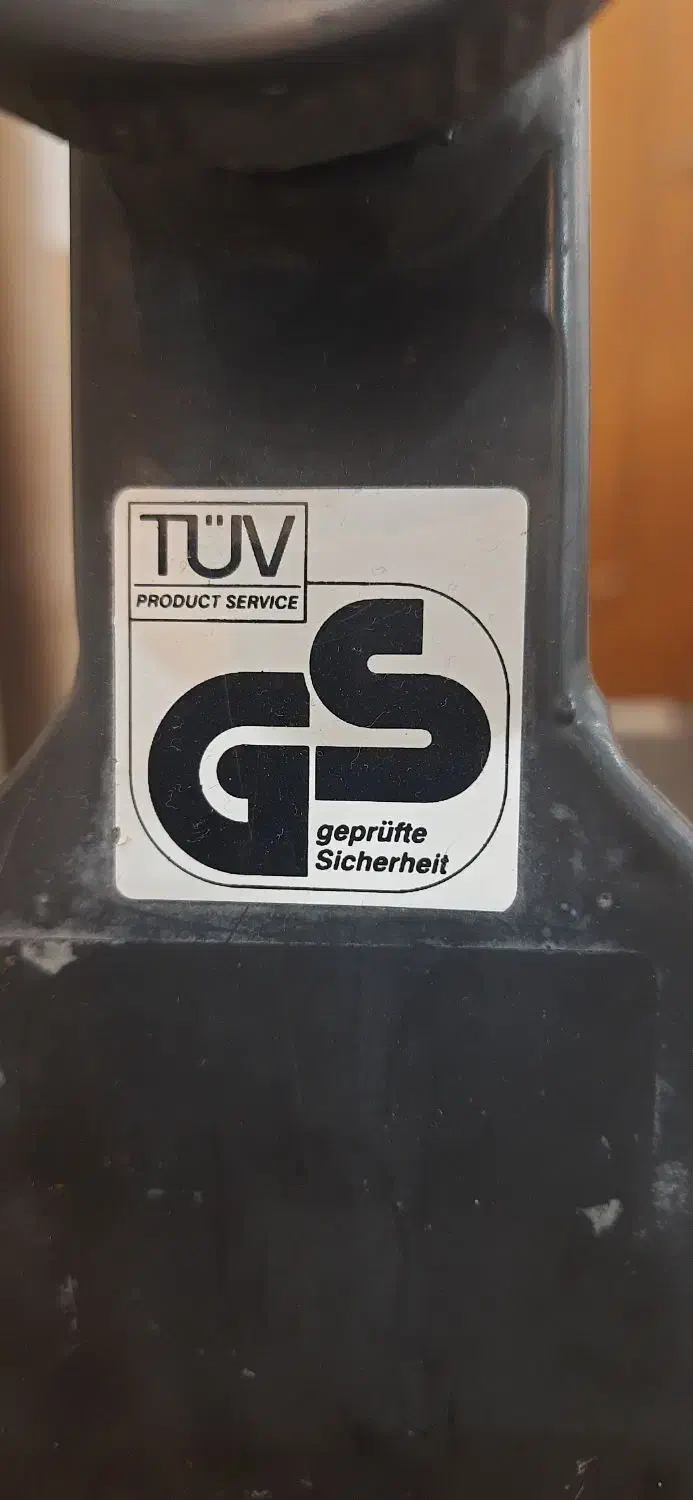 TÜV
PRODUCT SERVICE
GS
geprüfte
Sicherheit